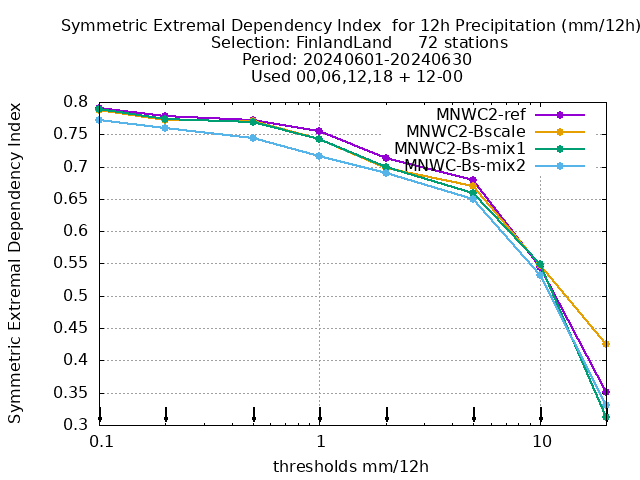 Symmetric Extremal Dependency Index  for 12h Precipitation (mm/12h)
Selection: FinlandLand     72 stations
Period: 20240601-20240630
Used 00,06,12,18 + 12-00
Symmetric Extremal Dependency Index
0.8
0.75
0.7
0.65
0.6
0.55
0.5
0.45
0.4
0.35
0.3
MNWC2-ref
MNWC2-Bscale
MNWC2-Bs-mix1
MNWC-Bs-mix2
0.1
1
10
thresholds mm/12h